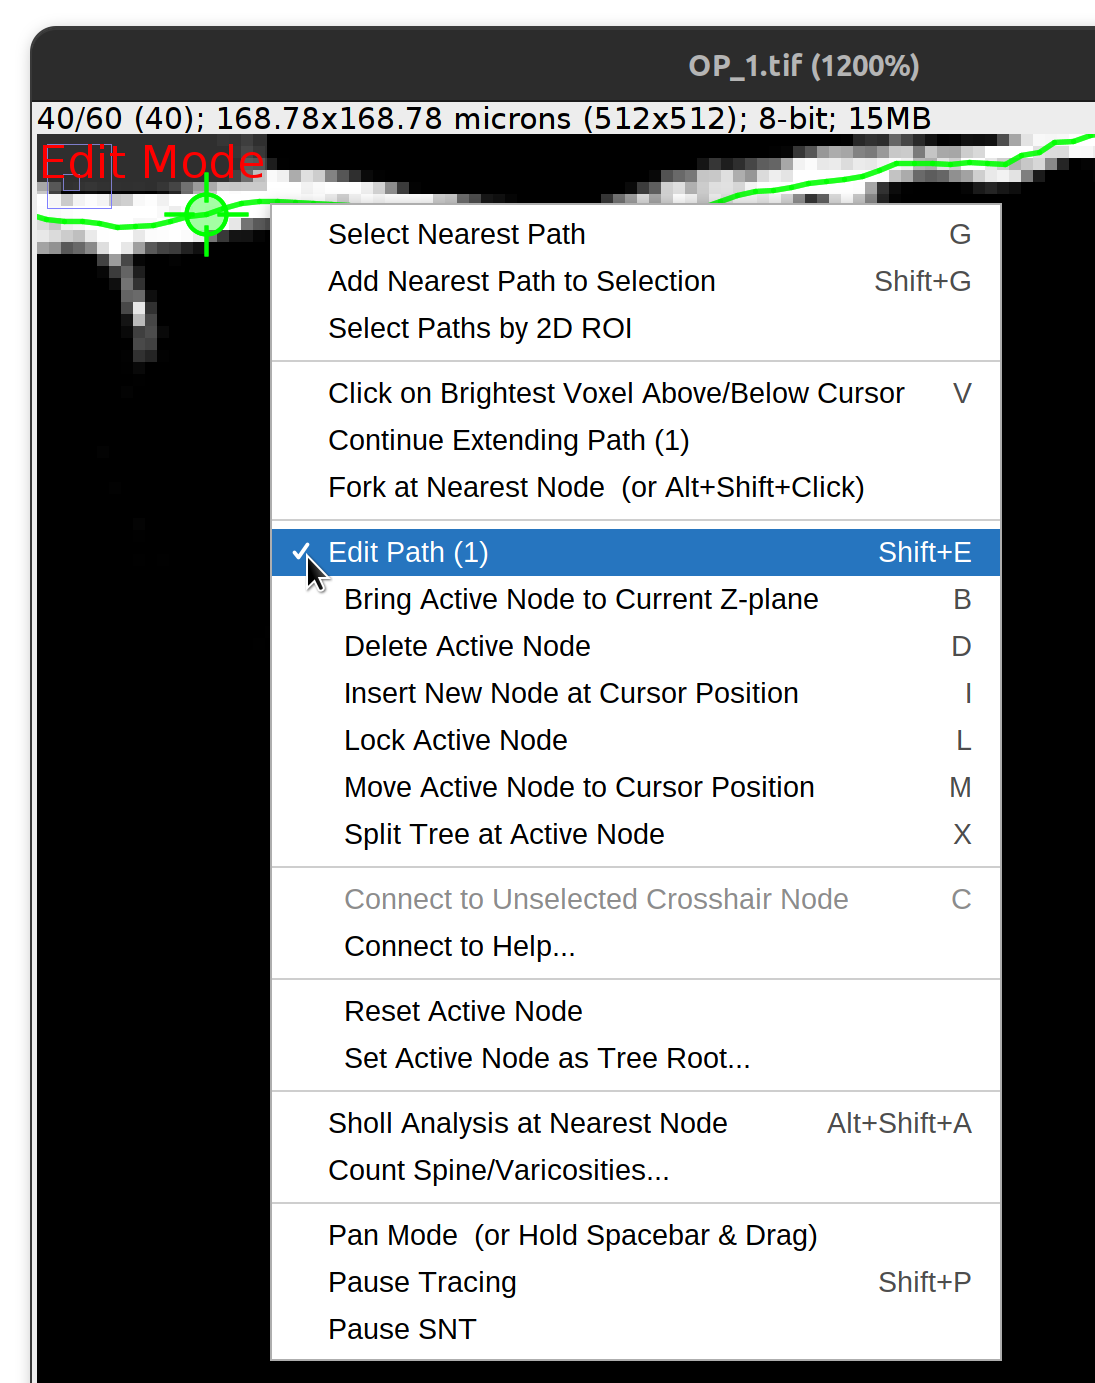 OP_1.tif (1200%)
40/60 (40); 168.78x168.78 microns (512x512); 8-bit; 15MB
Edit Mode
Select Nearest Path G
Add Nearest Path to Selection Shift+G
Select Paths by 2D ROI
Click on Brightest Voxel Above/Below Cursor V
Continue Extending Path (1)
Fork at Nearest Node (or Alt+Shift+Click)
✓ Edit Path (1) Shift+E
Bring Active Node to Current Z-plane B
Delete Active Node D
Insert New Node at Cursor Position I
Lock Active Node L
Move Active Node to Cursor Position M
Split Tree at Active Node X
Connect to Unselected Crosshair Node C
Connect to Help...
Reset Active Node
Set Active Node as Tree Root...
Sholl Analysis at Nearest Node Alt+Shift+A
Count Spine/Varicosities...
Pan Mode (or Hold Spacebar & Drag)
Pause Tracing Shift+P
Pause SNT